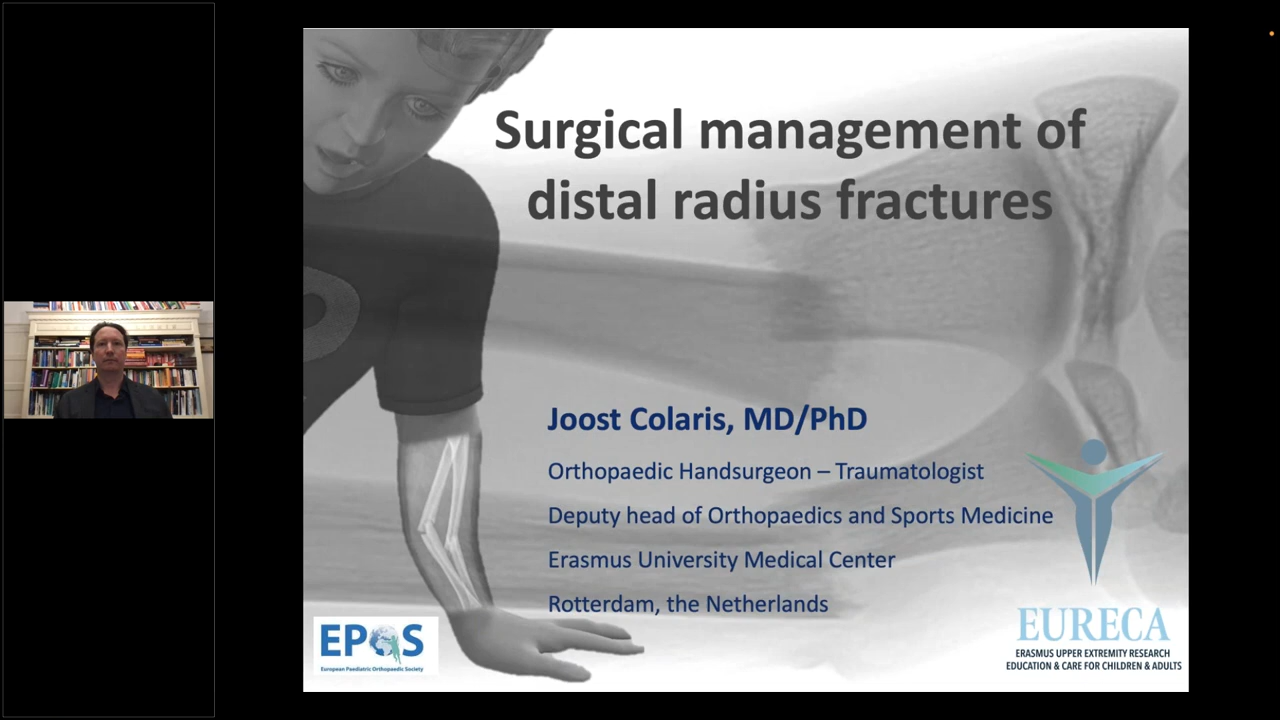 Surgical management of
distal radius fractures
Joost Colaris, MD/PhD
Orthopaedic Handsurgeon – Traumatologist
Deputy head of Orthopaedics and Sports Medicine
Erasmus University Medical Center
Rotterdam, the Netherlands
EPOS
European Paediatric Orthopaedic Society
EURECA
ERASMUS UPPER EXTREMITY RESEARCH
EDUCATION & CARE FOR CHILDREN & ADULTS